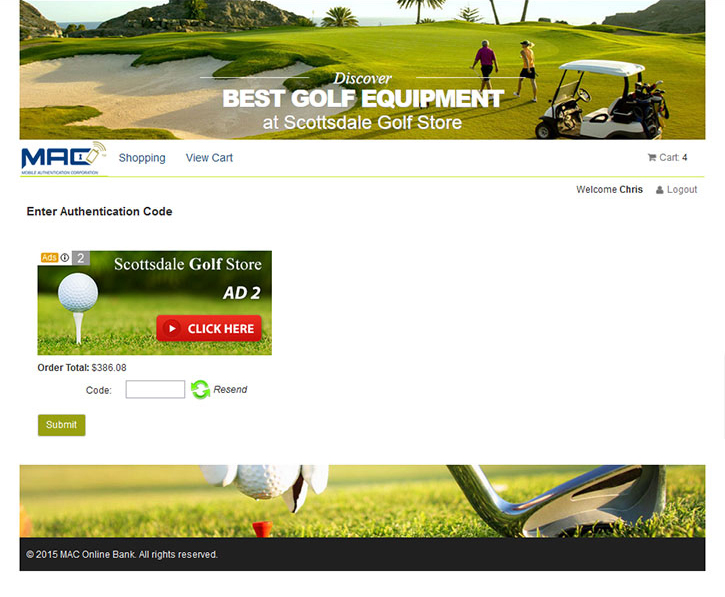 Discover
BEST GOLF EQUIPMENT
at Scottsdale Golf Store
MAC
MOBILE AUTHENTICATION CORPORATION
Shopping
View Cart
Cart: 4
Welcome Chris
Logout
Enter Authentication Code
Ads
2
Scottsdale Golf Store
AD 2
CLICK HERE
Order Total: $386.08
Code:
Resend
Submit
© 2015 MAC Online Bank. All rights reserved.